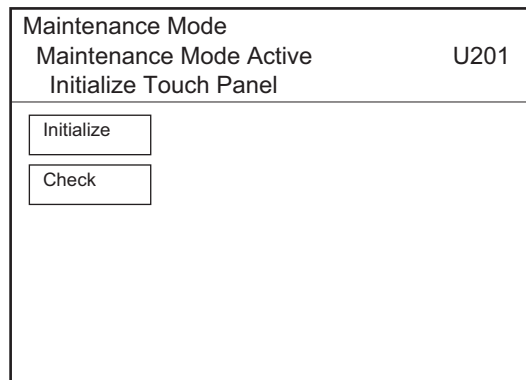 Maintenance Mode
Maintenance Mode Active U201
Initialize Touch Panel
Initialize
Check